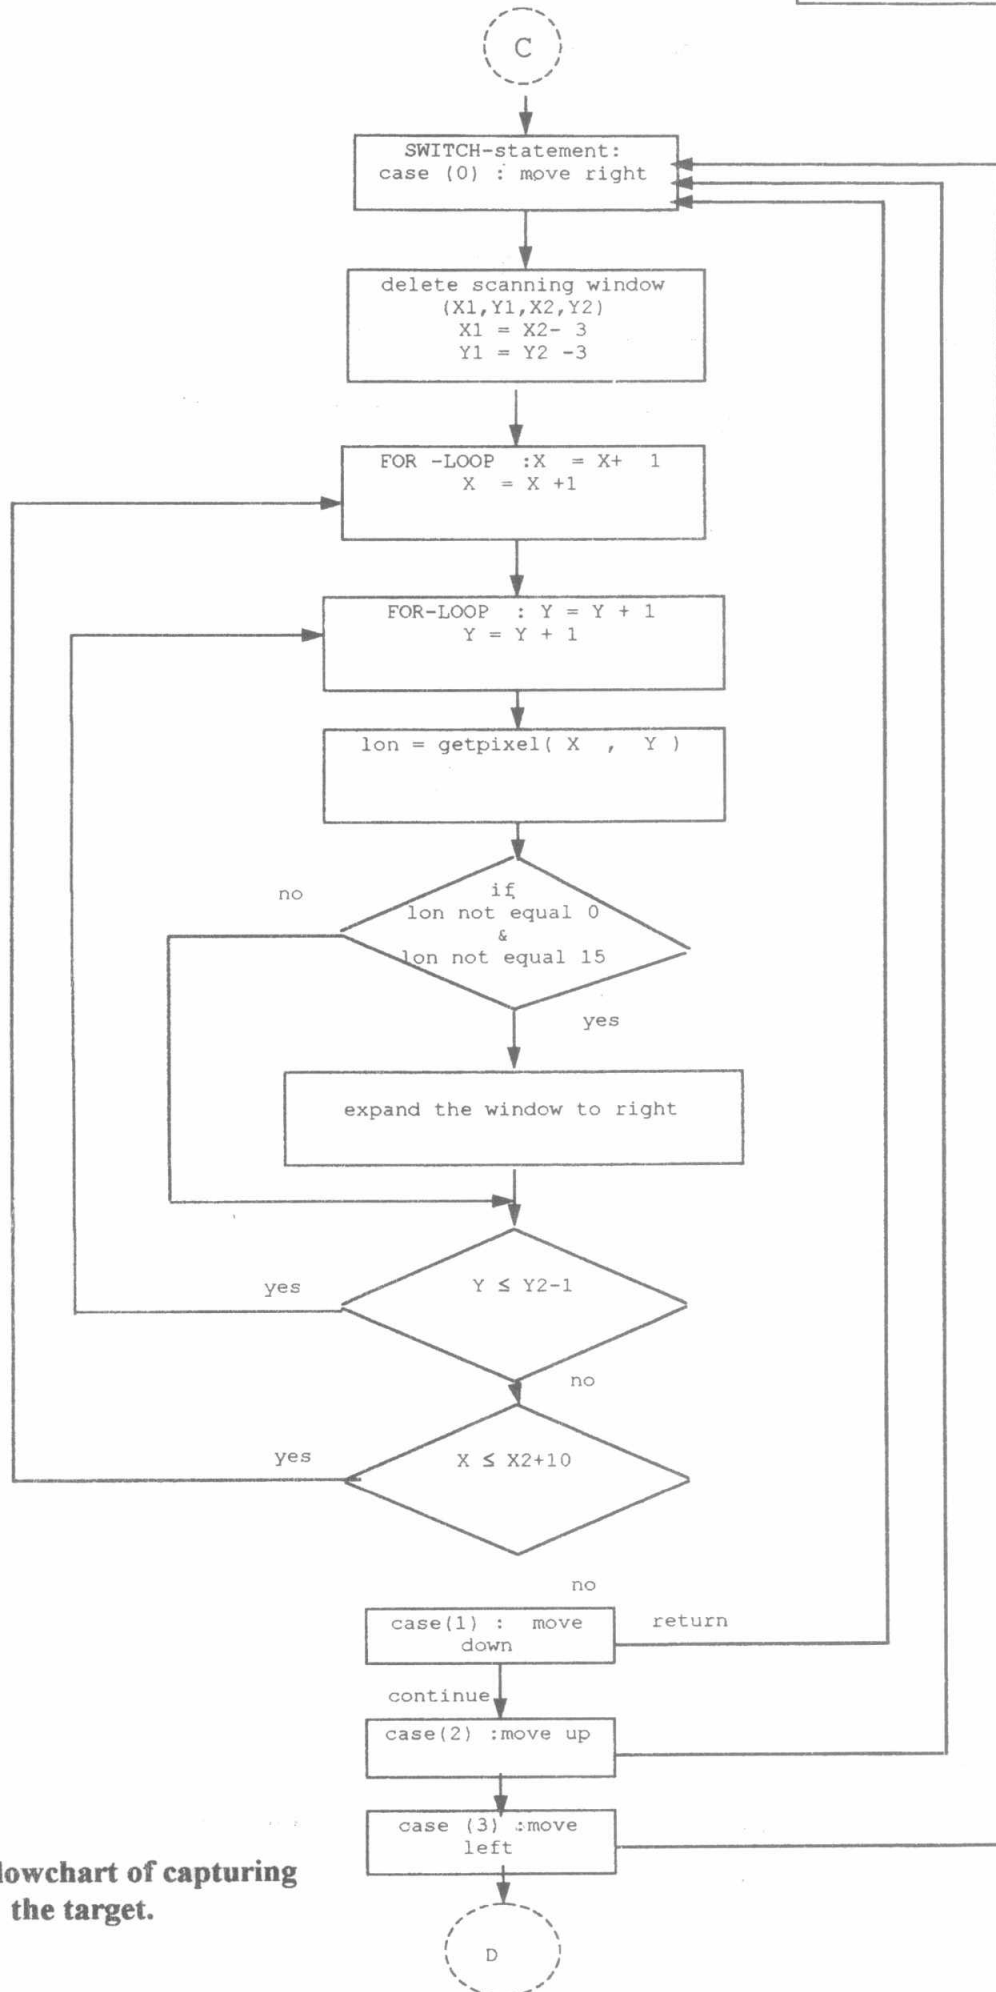 C
SWITCH-statement:
case (0) : move right
delete scanning window
(X1,Y1,X2,Y2)
X1 = X2- 3
Y1 = Y2 -3
FOR -LOOP :X = X+ 1
X = X +1
FOR-LOOP : Y = Y + 1
Y = Y + 1
lon = getpixel( X , Y )
no
if
lon not equal 0
&
lon not equal 15
yes
expand the window to right
yes
Y ≤ Y2-1
no
yes
X ≤ X2+10
no
case(1) : move
down
return
continue
case(2) :move up
case (3) :move
left
lowchart of capturing
the target.
D